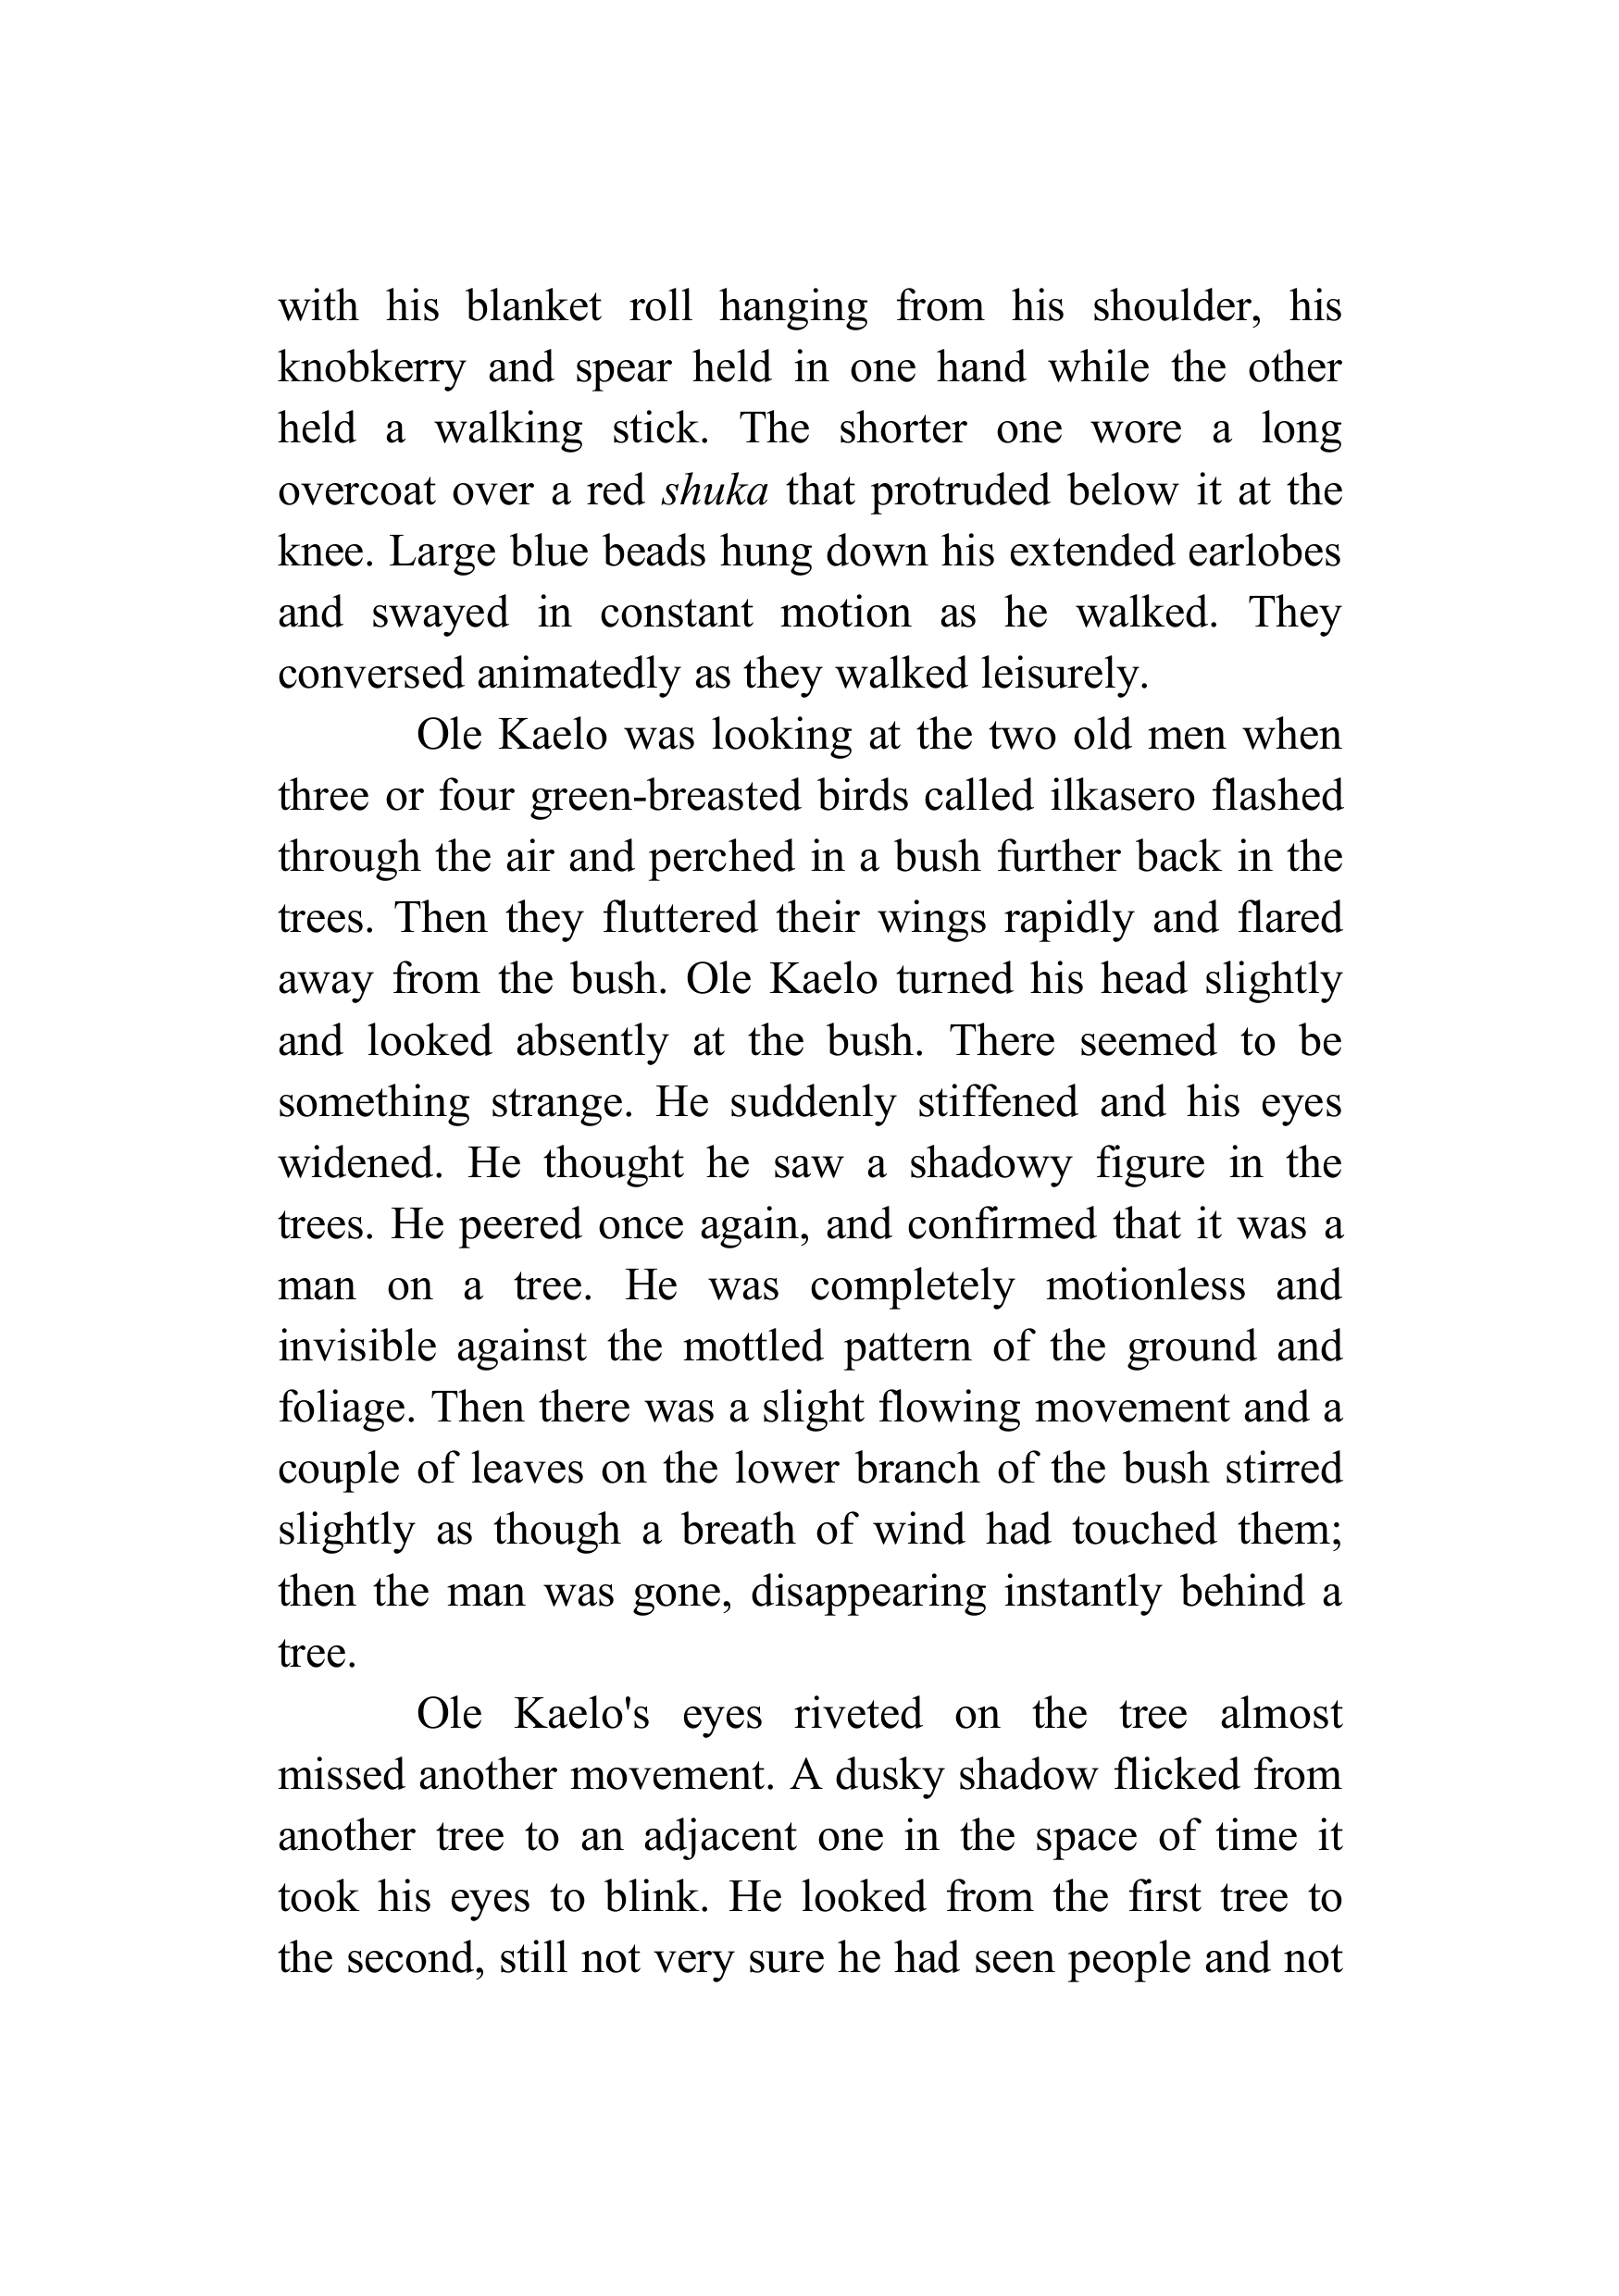 with his blanket roll hanging from his shoulder, his
knobkerry and spear held in one hand while the other
held a walking stick. The shorter one wore a long
overcoat over a red shuka that protruded below it at the
knee. Large blue beads hung down his extended earlobes
and swayed in constant motion as he walked. They
conversed animatedly as they walked leisurely.
Ole Kaelo was looking at the two old men when
three or four green-breasted birds called ilkasero flashed
through the air and perched in a bush further back in the
trees. Then they fluttered their wings rapidly and flared
away from the bush. Ole Kaelo turned his head slightly
and looked absently at the bush. There seemed to be
something strange. He suddenly stiffened and his eyes
widened. He thought he saw a shadowy figure in the
trees. He peered once again, and confirmed that it was a
man on a tree. He was completely motionless and
invisible against the mottled pattern of the ground and
foliage. Then there was a slight flowing movement and a
couple of leaves on the lower branch of the bush stirred
slightly as though a breath of wind had touched them;
then the man was gone, disappearing instantly behind a
tree.
Ole Kaelo's eyes riveted on the tree almost
missed another movement. A dusky shadow flicked from
another tree to an adjacent one in the space of time it
took his eyes to blink. He looked from the first tree to
the second, still not very sure he had seen people and not